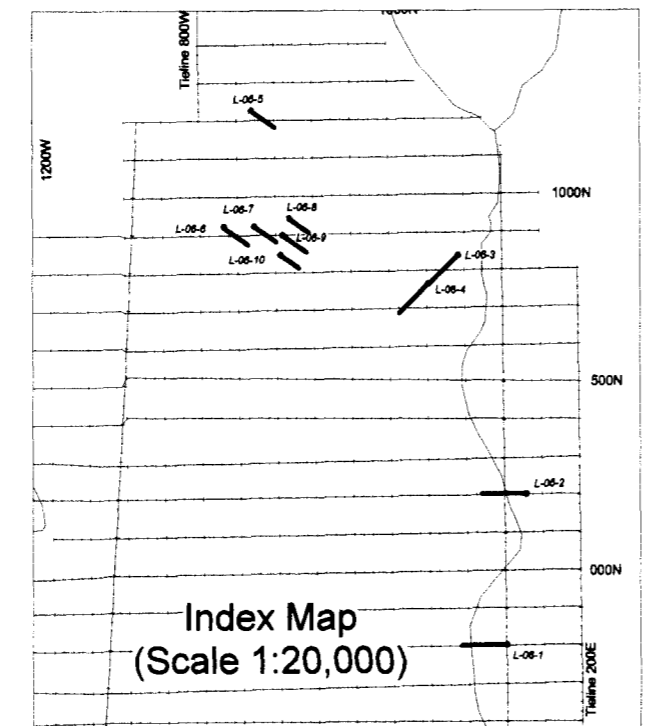 Tieline 800W
L-06-5
1200W
1000N
L-06-7
L-06-8
L-06-6
L-06-9
L-06-10
L-06-3
L-06-4
500N
L-06-2
000N
Index Map
(Scale 1:20,000)
L-06-1
Tieline 200E